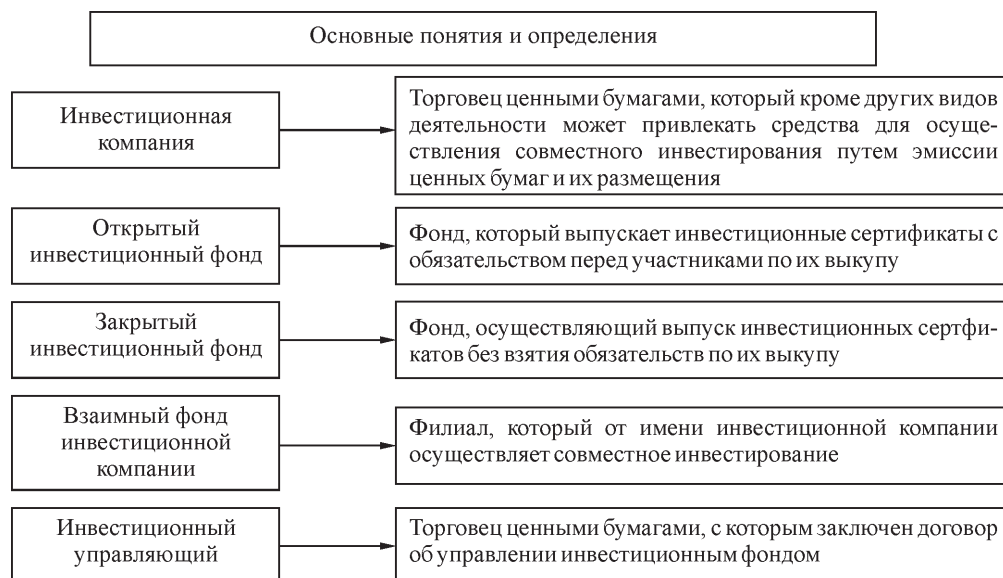 Основные понятия и определения
Инвестиционная
компания
Торговец ценными бумагами, который кроме других видов
деятельности может привлекать средства для осуще-
ствления совместного инвестирования путем эмиссии
ценных бумаг и их размещения
Открытый
инвестиционный фонд
Фонд, который выпускает инвестиционные сертификаты с
обязательством перед участниками по их выкупу
Закрытый
инвестиционный фонд
Фонд, осуществляющий выпуск инвестиционных сертфи-
катов без взятия обязательств по их выкупу
Взаимный фонд
инвестиционной
компании
Филиал, который от имени инвестиционной компании
осуществляет совместное инвестирование
Инвестиционный
управляющий
Торговец ценными бумагами, с которым заключен договор
об управлении инвестиционным фондом